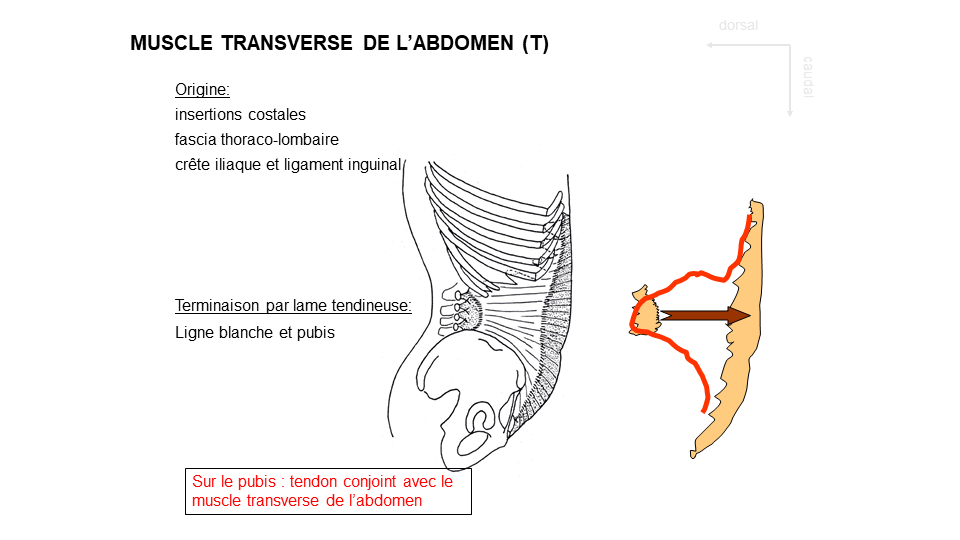 dorsal
MUSCLE TRANSVERSE DE L’ABDOMEN (T)
caudal
Origine:
insertions costales
fascia thoraco-lombaire
crête iliaque et ligament inguinal
Terminaison par lame tendineuse:
Ligne blanche et pubis
Sur le pubis : tendon conjoint avec le
muscle transverse de l’abdomen